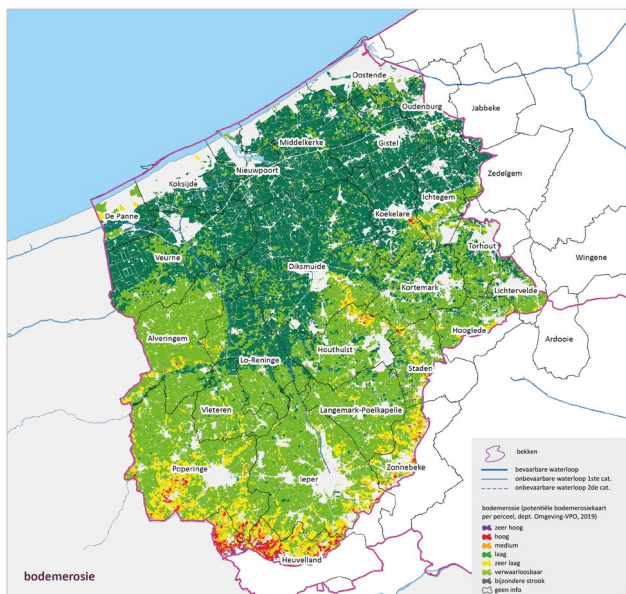 Oostende
Oudenburg
Jabbeke
Middelkerke
Gistel
Nieuwpoort
Zedelgem
Koksijde
Ichtegem
Koekelare
De Panne
Torhout
Veurne
Wingene
Diksmuide
Kortemark
Lichtervelde
Hooglede
Alveringem
Ardooie
Houthulst
Lo-Reninge
Staden
Vleteren
Langemark-Poelkapelle
Zonnebeke
Poperinge
Ieper
Heuvelland
bekken
bevaarbare waterloop
onbevaarbare waterloop 1ste cat.
onbevaarbare waterloop 2de cat.
bodemerosie (potentiële bodemerosiekaart
per perceel, dept. Omgeving-VPO, 2019)
zeer hoog
hoog
medium
laag
zeer laag
verwaarloosbaar
bijzondere strook
geen info
bodemerosie